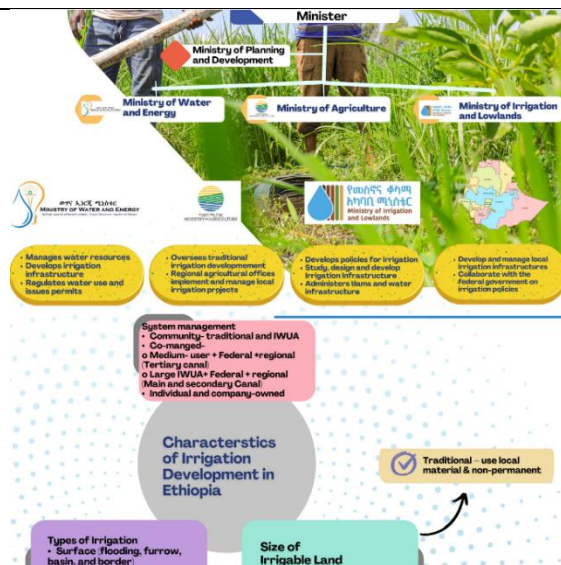 Minister
Ministry of Planning
and Development
Ministry of Water
and Energy
Ministry of Agriculture
Ministry of Irrigation
and Lowlands
ውሃና ኢነርጂ ሚኒስቴር
MINISTRY OF WATER AND ENERGY
MINISTRY OF AGRICULTURE
የመስኖና ቆላማ
አካባቢ ሚኒስቴር
Ministry of Irrigation
and Lowlands
• Manages water resources
• Develops irrigation
infrastructure
• Regulates water use and
issues permits
• Oversees traditional
irrigation developmement
• Regional agricultural offices
implement and manage local
irrigation projects
• Develops policies for irrigation
• Study, design and develop
irrigation infrastructure
• Administers dams and water
infrastructure
• Develop and manage local
irrigation infrastructures
• Collaborate with the
federal government on
irrigation policies
System management
• Community- traditional and IWUA
• Co-manged-
o Medium- user + Federal +regional
(Tertiary canal)
o Large IWUA+ Federal + regional
(Main and secondary Canal)
• Individual and company-owned
Characterstics
of Irrigation
Development in
Ethiopia
Traditional – use local
material & non-permanent
Types of Irrigation
• Surface (flooding, furrow,
basin, and border)
Size of
Irrigable Land